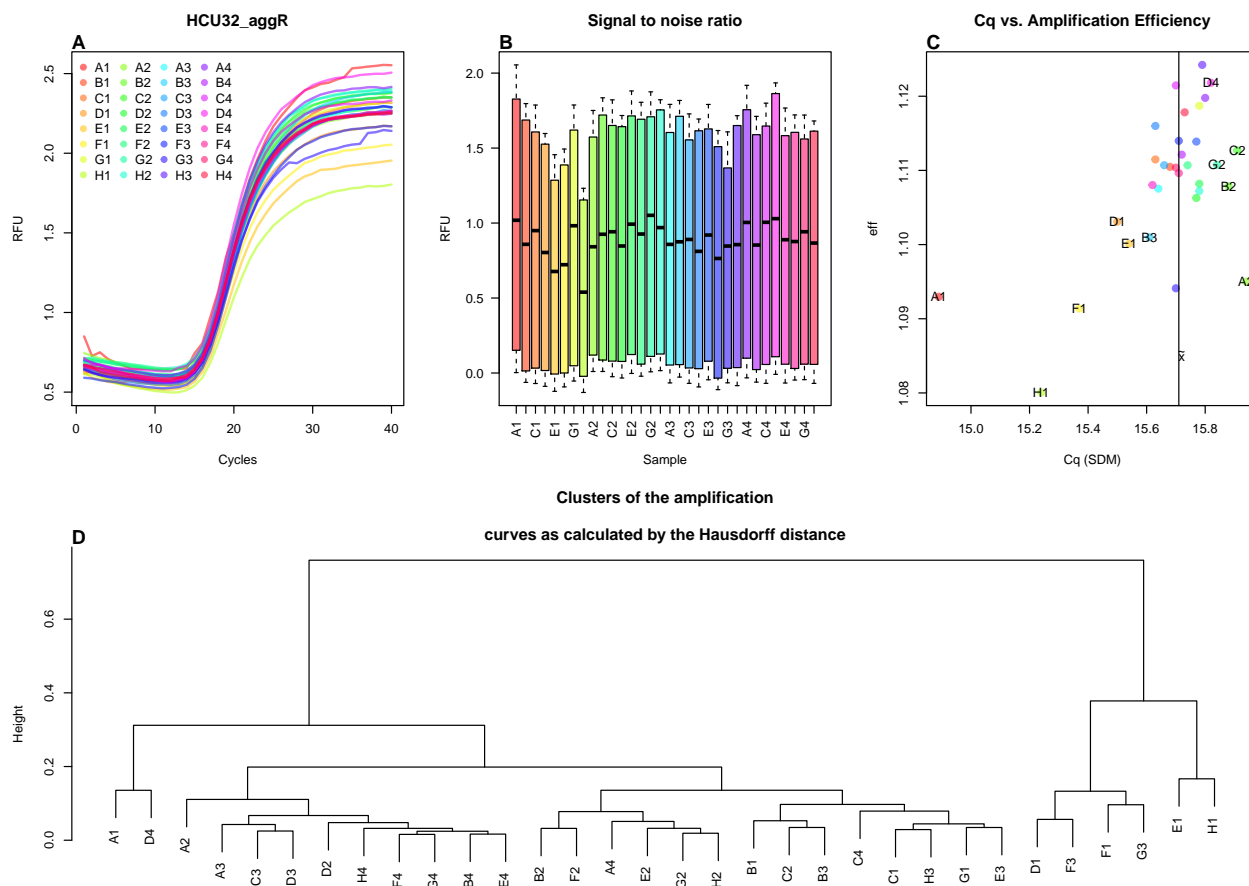 HCU32_aggR
A
A1 A2 A3 A4
B1 B2 B3 B4
C1 C2 C3 C4
D1 D2 D3 D4
E1 E2 E3 E4
F1 F2 F3 F4
G1 G2 G3 G4
H1 H2 H3 H4
2.5
2.0
1.5
1.0
0.5
RFU
0 10 20 30 40
Cycles
Signal to noise ratio
B
2.0
1.5
1.0
0.5
0.0
RFU
A1 C1 E1 G1 A2 C2 E2 G2 A3 C3 E3 G3 A4 C4 E4 G4
Sample
Cq vs. Amplification Efficiency
C
1.12
1.11
1.10
1.09
1.08
eff
D4
C2
G2
B2
D1
E1
B3
A2
A1
F1
x̄
H1
15.0 15.2 15.4 15.6 15.8
Cq (SDM)
Clusters of the amplification
curves as calculated by the Hausdorff distance
D
0.6
0.4
0.2
0.0
Height
A1 D4 A2 A3 C3 D3 D2 H4 F4 G4 B4 E4 B2 F2 A4 E2 G2 H2 B1 C2 B3 C4 C1 H3 G1 E3 D1 F3 F1 G3 E1 H1